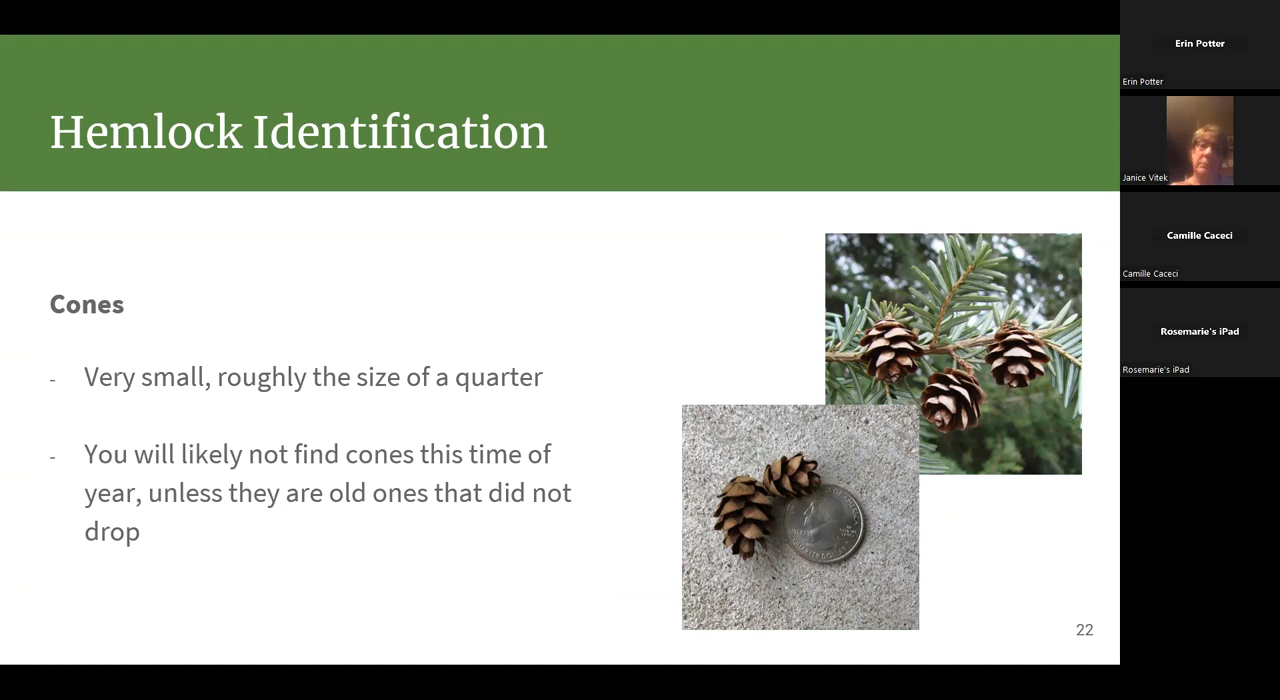 Hemlock Identification
Cones
- Very small, roughly the size of a quarter
- You will likely not find cones this time of
year, unless they are old ones that did not
drop
22
Erin Potter
Erin Potter
Janice Vitek
Camille Caceci
Camille Caceci
Rosemarie's iPad
Rosemarie's iPad